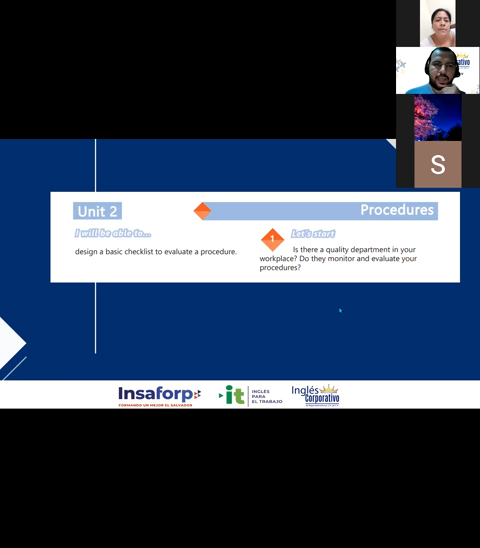 ativo
S
Unit 2
Procedures
I will be able to...
design a basic checklist to evaluate a procedure.
1
Let's start
Is there a quality department in your
workplace? Do they monitor and evaluate your
procedures?
Insaforp
FORMANDO UN MEJOR EL SALVADOR
it
INGLÉS
PARA
EL TRABAJO
Inglés
Corporativo